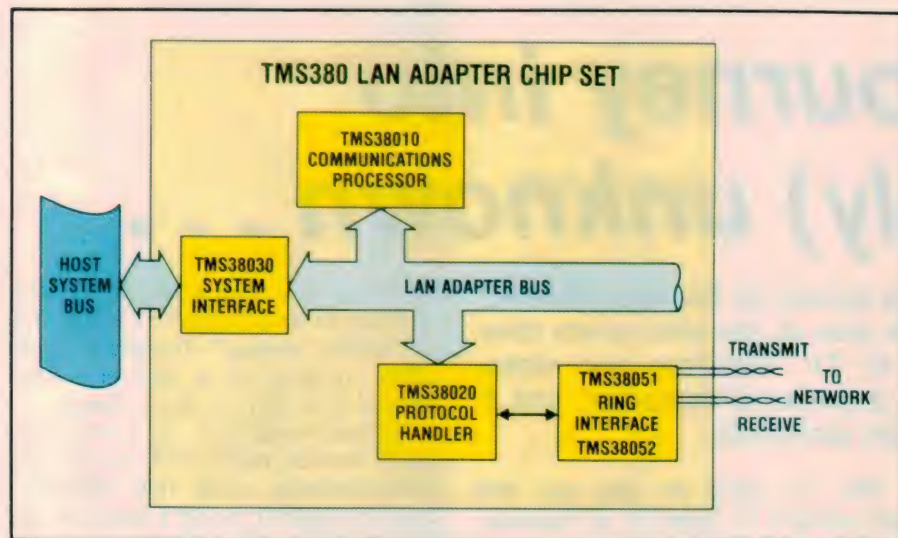 TMS380 LAN ADAPTER CHIP SET
TMS38010
COMMUNICATIONS
PROCESSOR
HOST
SYSTEM
BUS
TMS38030
SYSTEM
INTERFACE
LAN ADAPTER BUS
TMS38020
PROTOCOL
HANDLER
TMS38051
RING
INTERFACE
TMS38052
TRANSMIT
TO
NETWORK
RECEIVE